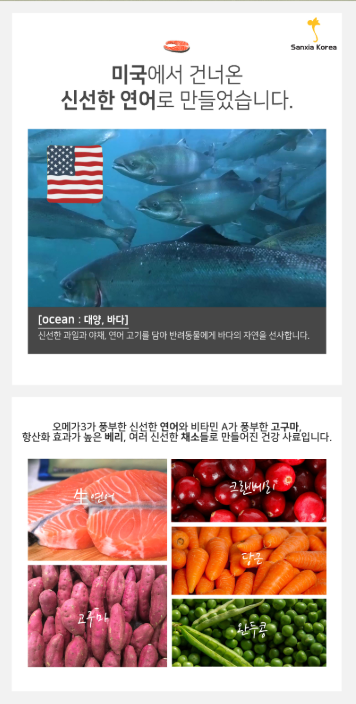 Sanxia Korea
미국에서 건너온
신선한 연어로 만들었습니다.
[ocean : 대양, 바다]
신선한 과일과 야채, 연어 고기를 담아 반려동물에게 바다의 자연을 선사합니다.
오메가3가 풍부한 신선한 연어와 비타민 A가 풍부한 고구마,
항산화 효과가 높은 베리, 여러 신선한 채소들로 만들어진 건강 사료입니다.
生연어
크랜베리
당근
고구마
완두콩